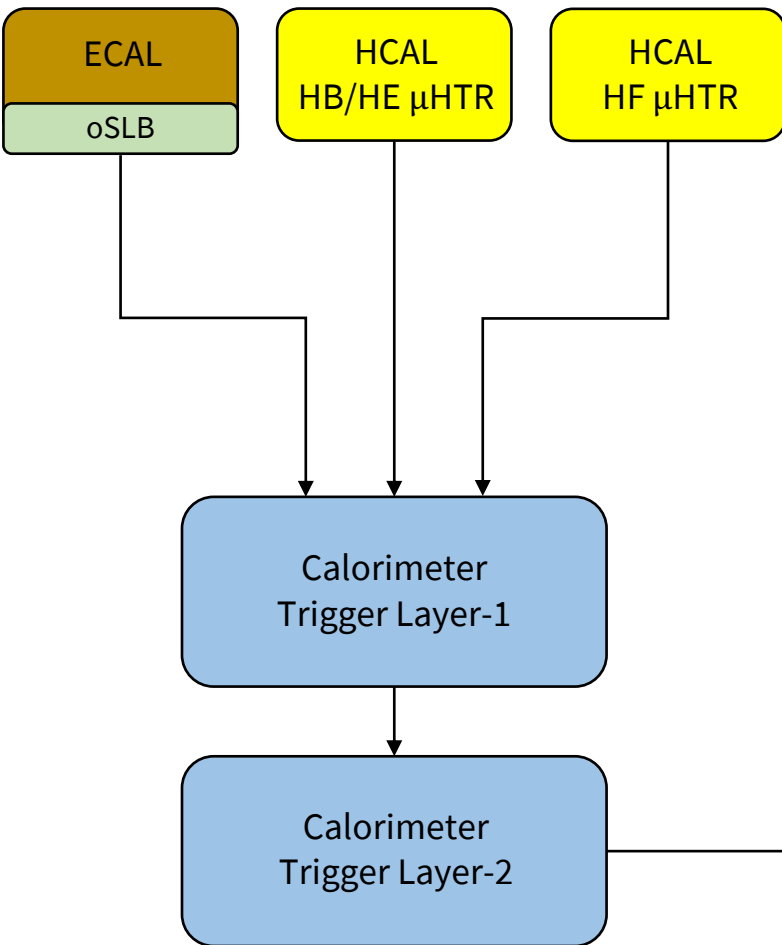 ECAL
oSLB
HCAL
HB/HE μHTR
HCAL
HF μHTR
Calorimeter
Trigger Layer-1
Calorimeter
Trigger Layer-2